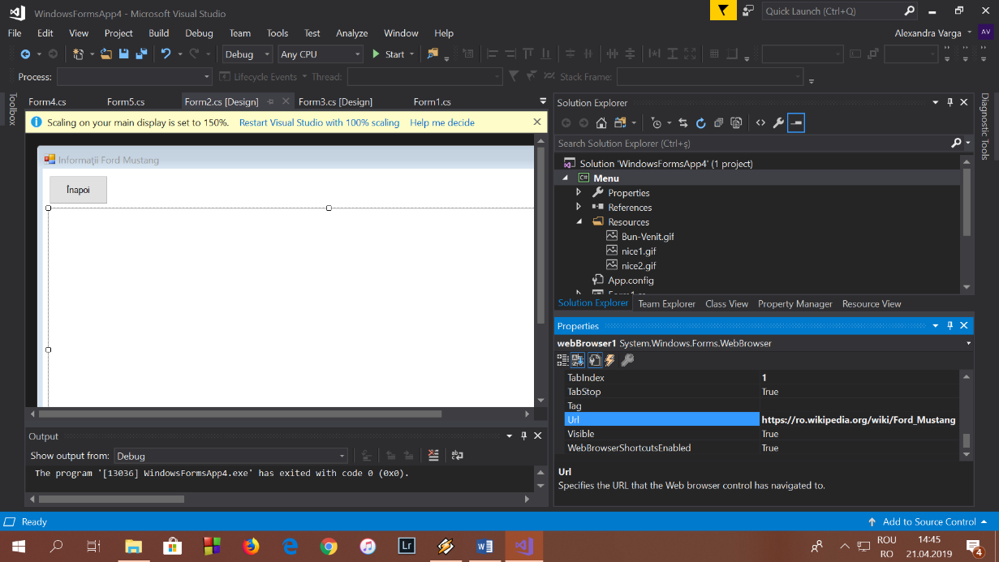 WindowsFormsApp4 - Microsoft Visual Studio
Quick Launch (Ctrl+Q)
File Edit View Project Build Debug Team Tools Test Analyze Window Help
Alexandra Varga AV
Debug Any CPU Start
Process: Lifecycle Events Thread: Stack Frame:
Toolbox
Form4.cs Form5.cs Form2.cs [Design] Form3.cs [Design] Form1.cs
Scaling on your main display is set to 150%. Restart Visual Studio with 100% scaling Help me decide
Informații Ford Mustang
Înapoi
Output
Show output from: Debug
The program '[13036] WindowsFormsApp4.exe' has exited with code 0 (0x0).
Solution Explorer
Search Solution Explorer (Ctrl+ș)
Solution 'WindowsFormsApp4' (1 project)
C# Menu
Properties
References
Resources
Bun-Venit.gif
nice1.gif
nice2.gif
App.config
Solution Explorer Team Explorer Class View Property Manager Resource View
Properties
webBrowser1 System.Windows.Forms.WebBrowser
TabIndex 1
TabStop True
Tag
Url https://ro.wikipedia.org/wiki/Ford_Mustang
Visible True
WebBrowserShortcutsEnabled True
Url
Specifies the URL that the Web browser control has navigated to.
Diagnostic Tools
Ready
Add to Source Control
Lr
W
ROU
RO
14:45
21.04.2019
4